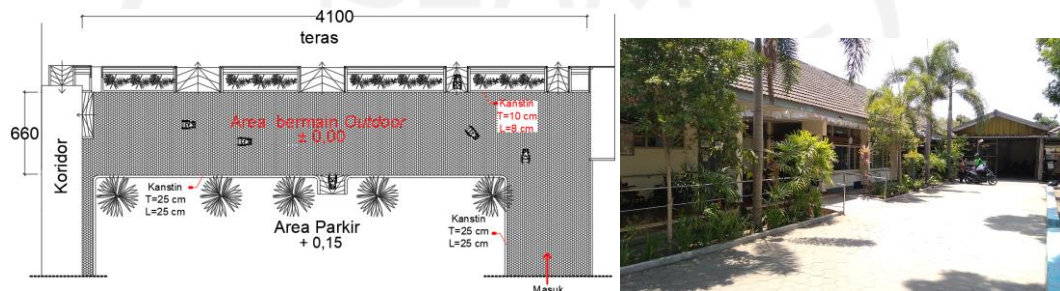 4100
teras
Kanstin
T=10 cm
L=8 cm
Area bermain Outdoor
± 0,00
660
Koridor
Kanstin
T=25 cm
L=25 cm
Area Parkir
+ 0,15
Kanstin
T=25 cm
L=25 cm
Masuk